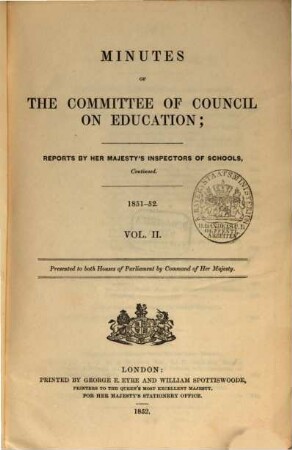 MINUTES
OF
THE COMMITTEE OF COUNCIL
ON EDUCATION;
REPORTS BY HER MAJESTY'S INSPECTORS OF SCHOOLS,
Continued.
1851-52.
VOL. II.
Presented to both Houses of Parliament by Command of Her Majesty.
LONDON:
PRINTED BY GEORGE E. EYRE AND WILLIAM SPOTTISWOODE,
PRINTERS TO THE QUEEN'S MOST EXCELLENT MAJESTY,
FOR HER MAJESTY'S STATIONERY OFFICE.
1852.